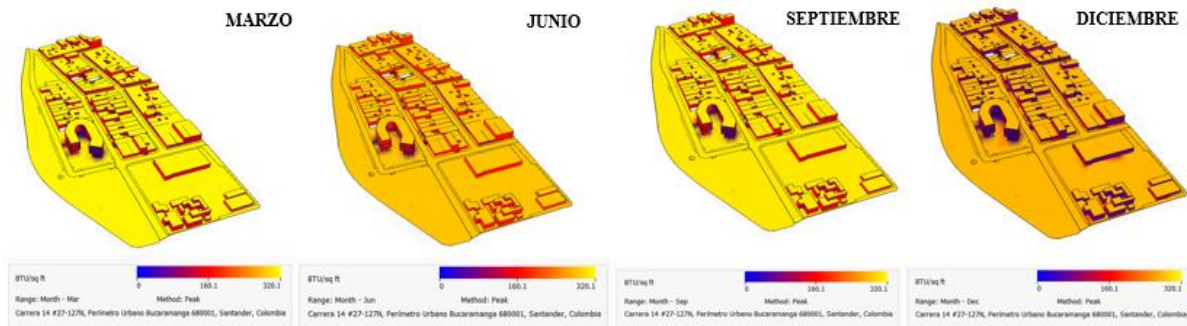 MARZO
BTU/sq ft
0 160.1 320.1
Range: Month - Mar Method: Peak
Carrera 14 #27-127N, Perímetro Urbano Bucaramanga 680001, Santander, Colombia
JUNIO
BTU/sq ft
0 160.1 320.1
Range: Month - Jun Method: Peak
Carrera 14 #27-127N, Perímetro Urbano Bucaramanga 680001, Santander, Colombia
SEPTIEMBRE
BTU/sq ft
0 160.1 320.1
Range: Month - Sep Method: Peak
Carrera 14 #27-127N, Perímetro Urbano Bucaramanga 680001, Santander, Colombia
DICIEMBRE
BTU/sq ft
0 160.1 320.1
Range: Month - Dec Method: Peak
Carrera 14 #27-127N, Perímetro Urbano Bucaramanga 680001, Santander, Colombia